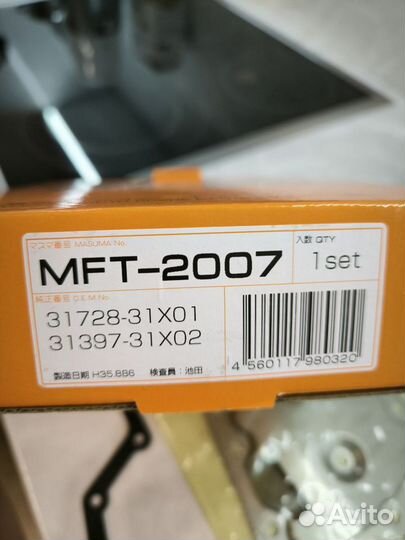 マスマ番号 MASUMA No.
MFT-2007
入数 QTY
1set
純正番号 O.E.M No.
31728-31X01
31397-31X02
4 560117 980320
製造日期 H35.886 検査員：池田
Avito